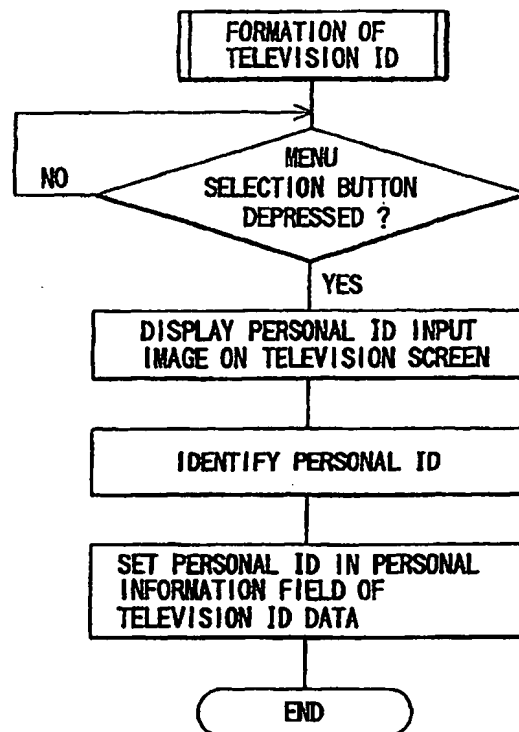 FORMATION OF
TELEVISION ID
MENU
SELECTION BUTTON
DEPRESSED ?
NO
YES
DISPLAY PERSONAL ID INPUT
IMAGE ON TELEVISION SCREEN
IDENTIFY PERSONAL ID
SET PERSONAL ID IN PERSONAL
INFORMATION FIELD OF
TELEVISION ID DATA
END